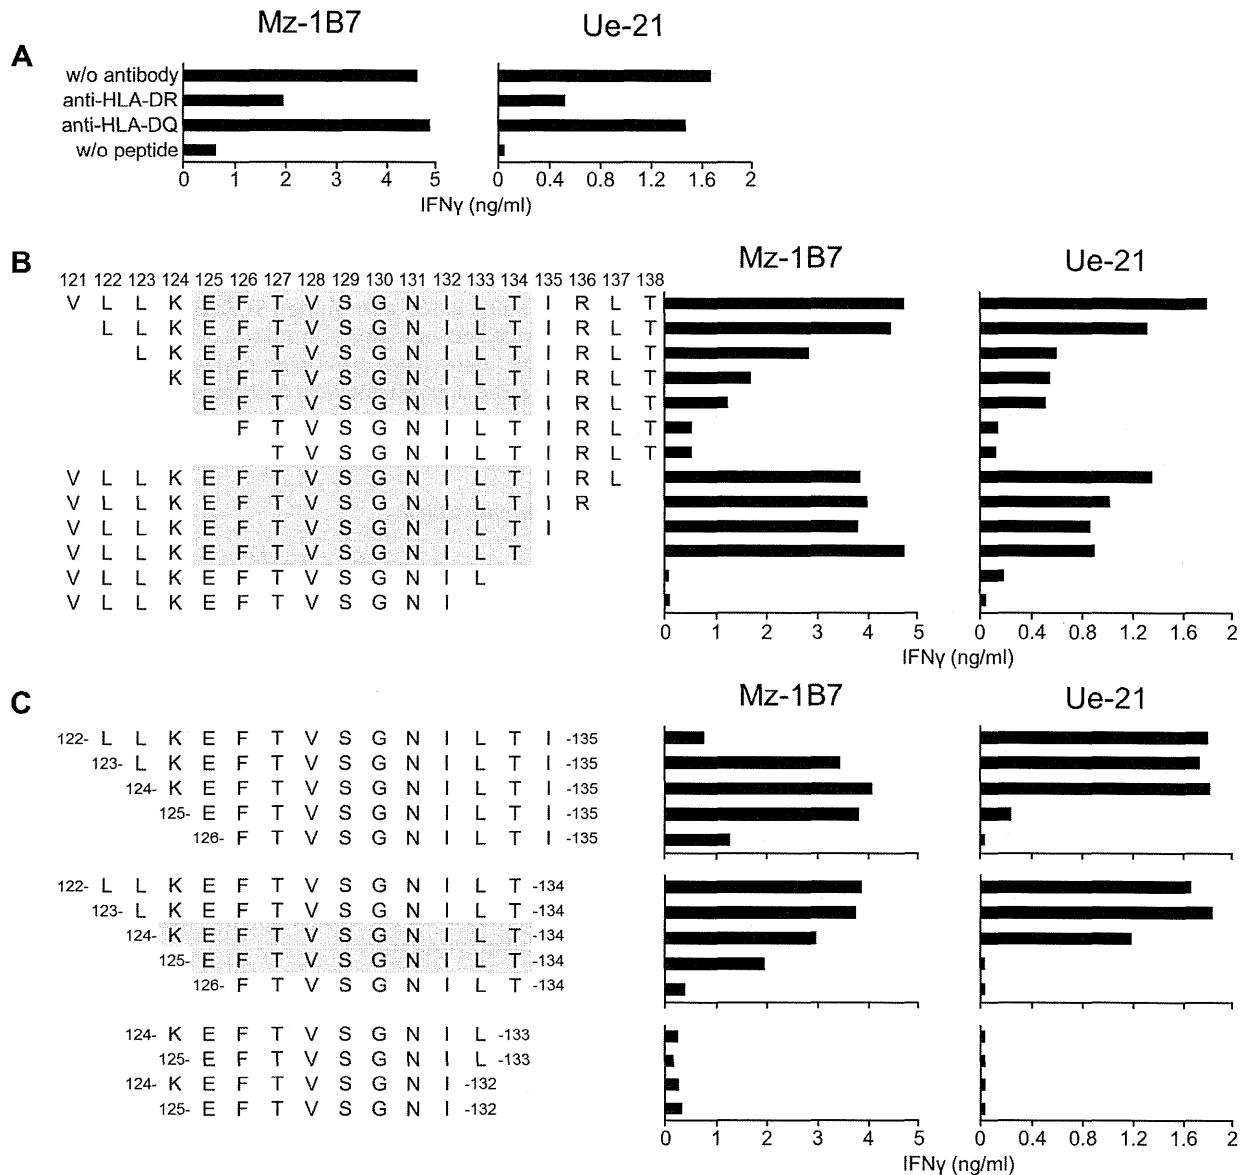 Mz-1B7 Ue-21
A
w/o antibody
anti-HLA-DR
anti-HLA-DQ
w/o peptide
0 1 2 3 4 5 0 0.4 0.8 1.2 1.6 2
IFNγ (ng/ml)
B Mz-1B7 Ue-21
121 122 123 124 125 126 127 128 129 130 131 132 133 134 135 136 137 138
V L L K E F T V S G N I L T I R L T
L L K E F T V S G N I L T I R L T
L K E F T V S G N I L T I R L T
K E F T V S G N I L T I R L T
E F T V S G N I L T I R L T
F T V S G N I L T I R L T
T V S G N I L T I R L T
V L L K E F T V S G N I L T I R L
V L L K E F T V S G N I L T I R
V L L K E F T V S G N I L T I
V L L K E F T V S G N I L T
V L L K E F T V S G N I L
V L L K E F T V S G N I
0 1 2 3 4 5 0 0.4 0.8 1.2 1.6 2
IFNγ (ng/ml)
C Mz-1B7 Ue-21
122- L L K E F T V S G N I L T I -135
123- L K E F T V S G N I L T I -135
124- K E F T V S G N I L T I -135
125- E F T V S G N I L T I -135
126- F T V S G N I L T I -135
122- L L K E F T V S G N I L T -134
123- L K E F T V S G N I L T -134
124- K E F T V S G N I L T -134
125- E F T V S G N I L T -134
126- F T V S G N I L T -134
124- K E F T V S G N I L -133
125- E F T V S G N I L -133
124- K E F T V S G N I -132
125- E F T V S G N I -132
0 1 2 3 4 5 0 0.4 0.8 1.2 1.6 2
IFNγ (ng/ml)